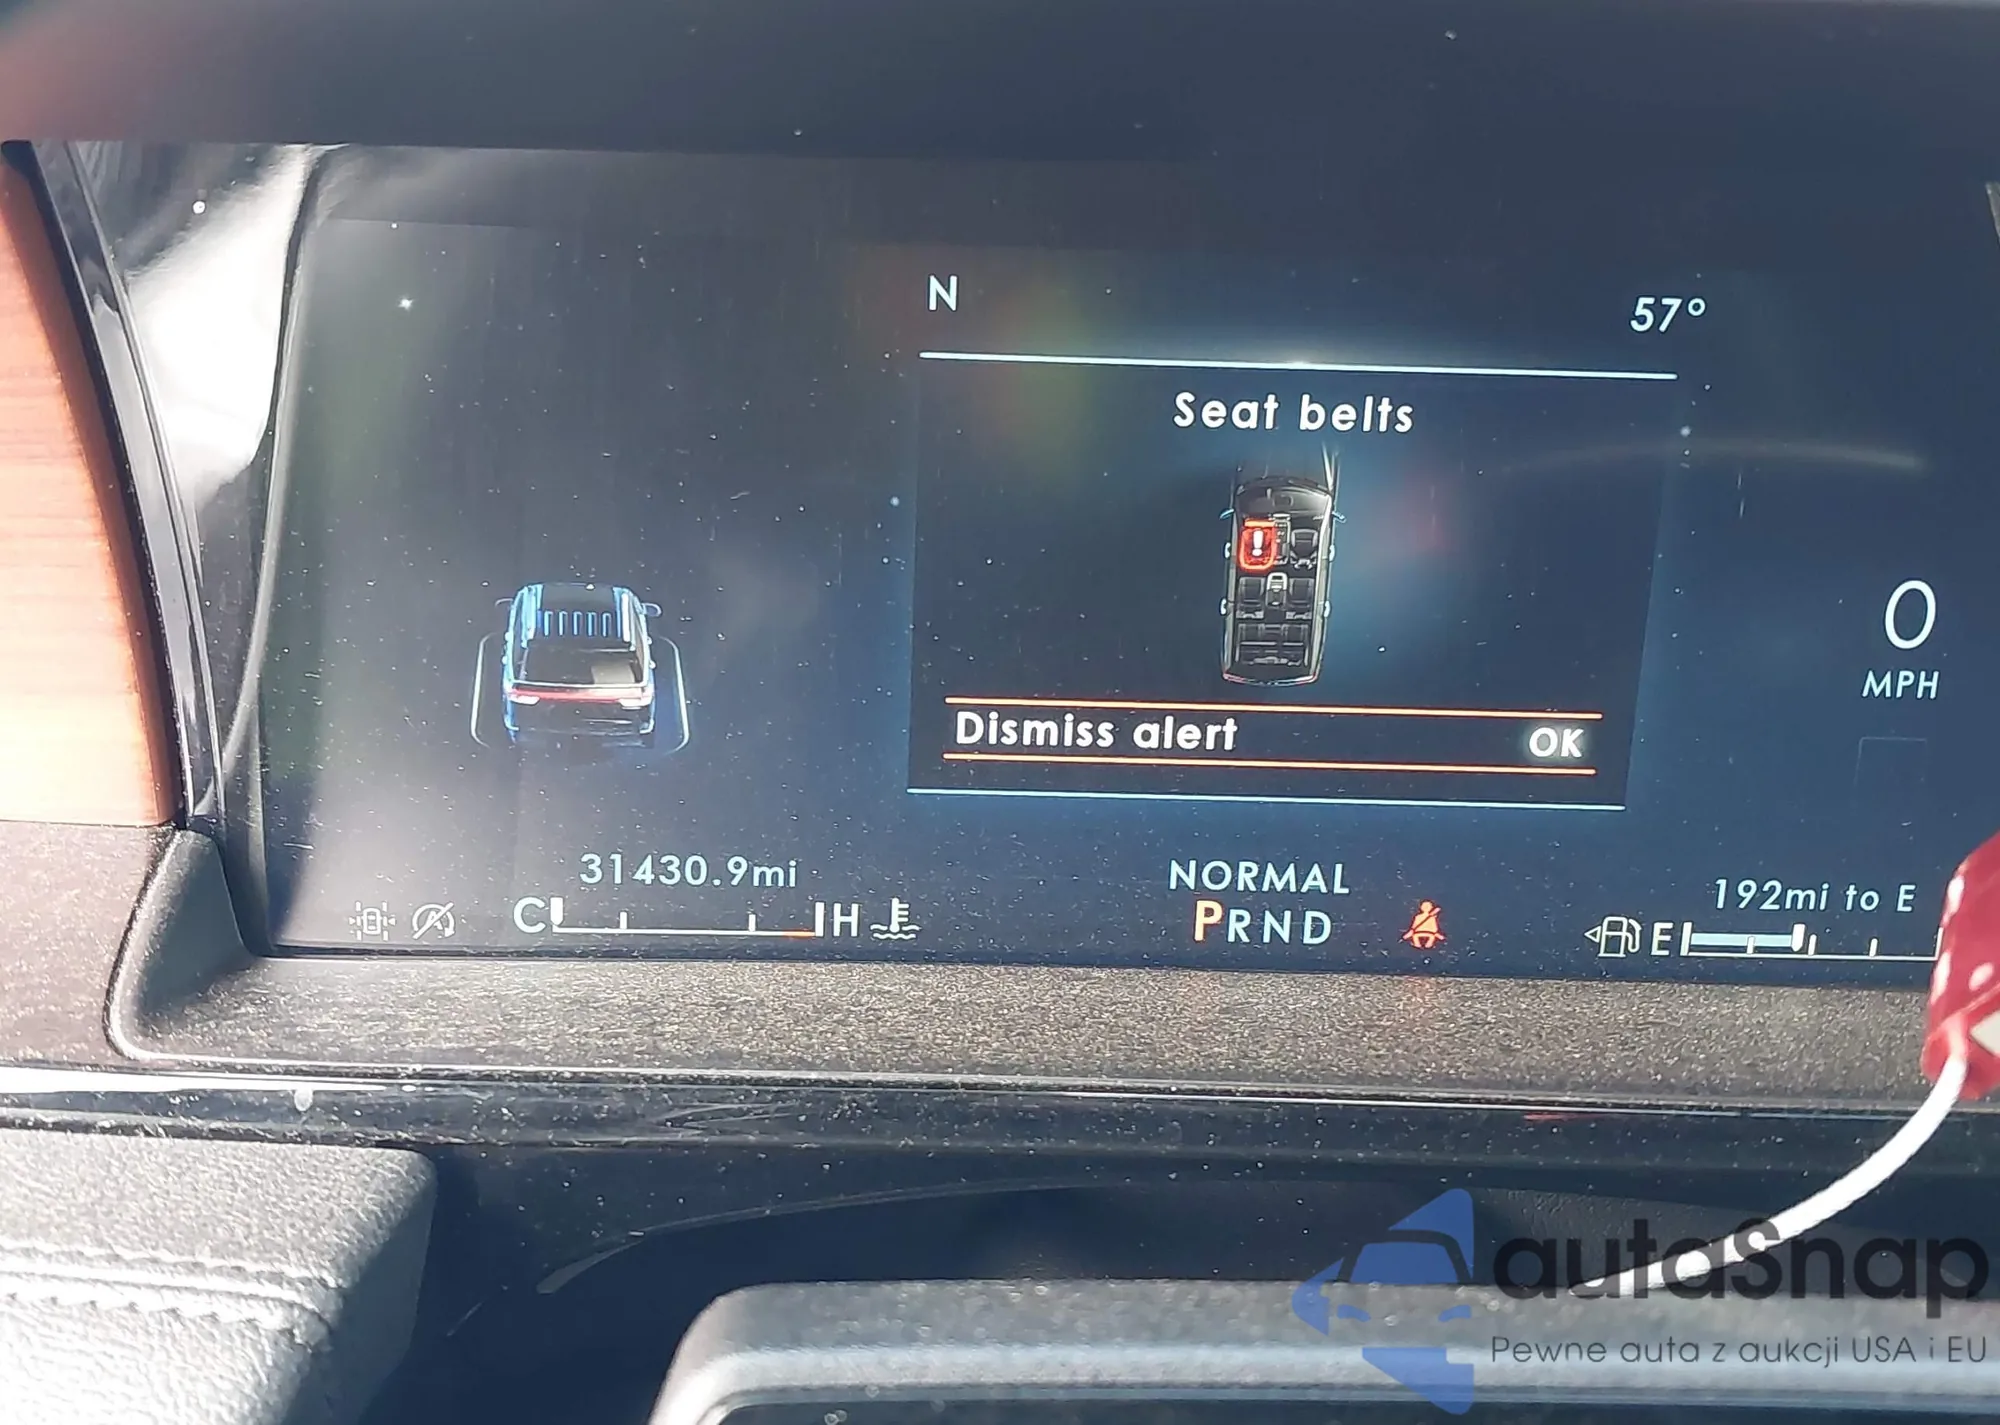 N
57°
Seat belts
Dismiss alert OK
0
MPH
31430.9mi
C H
NORMAL
PRND
192mi to E
E
autaSnap
Pewne auta z aukcji USA i EU